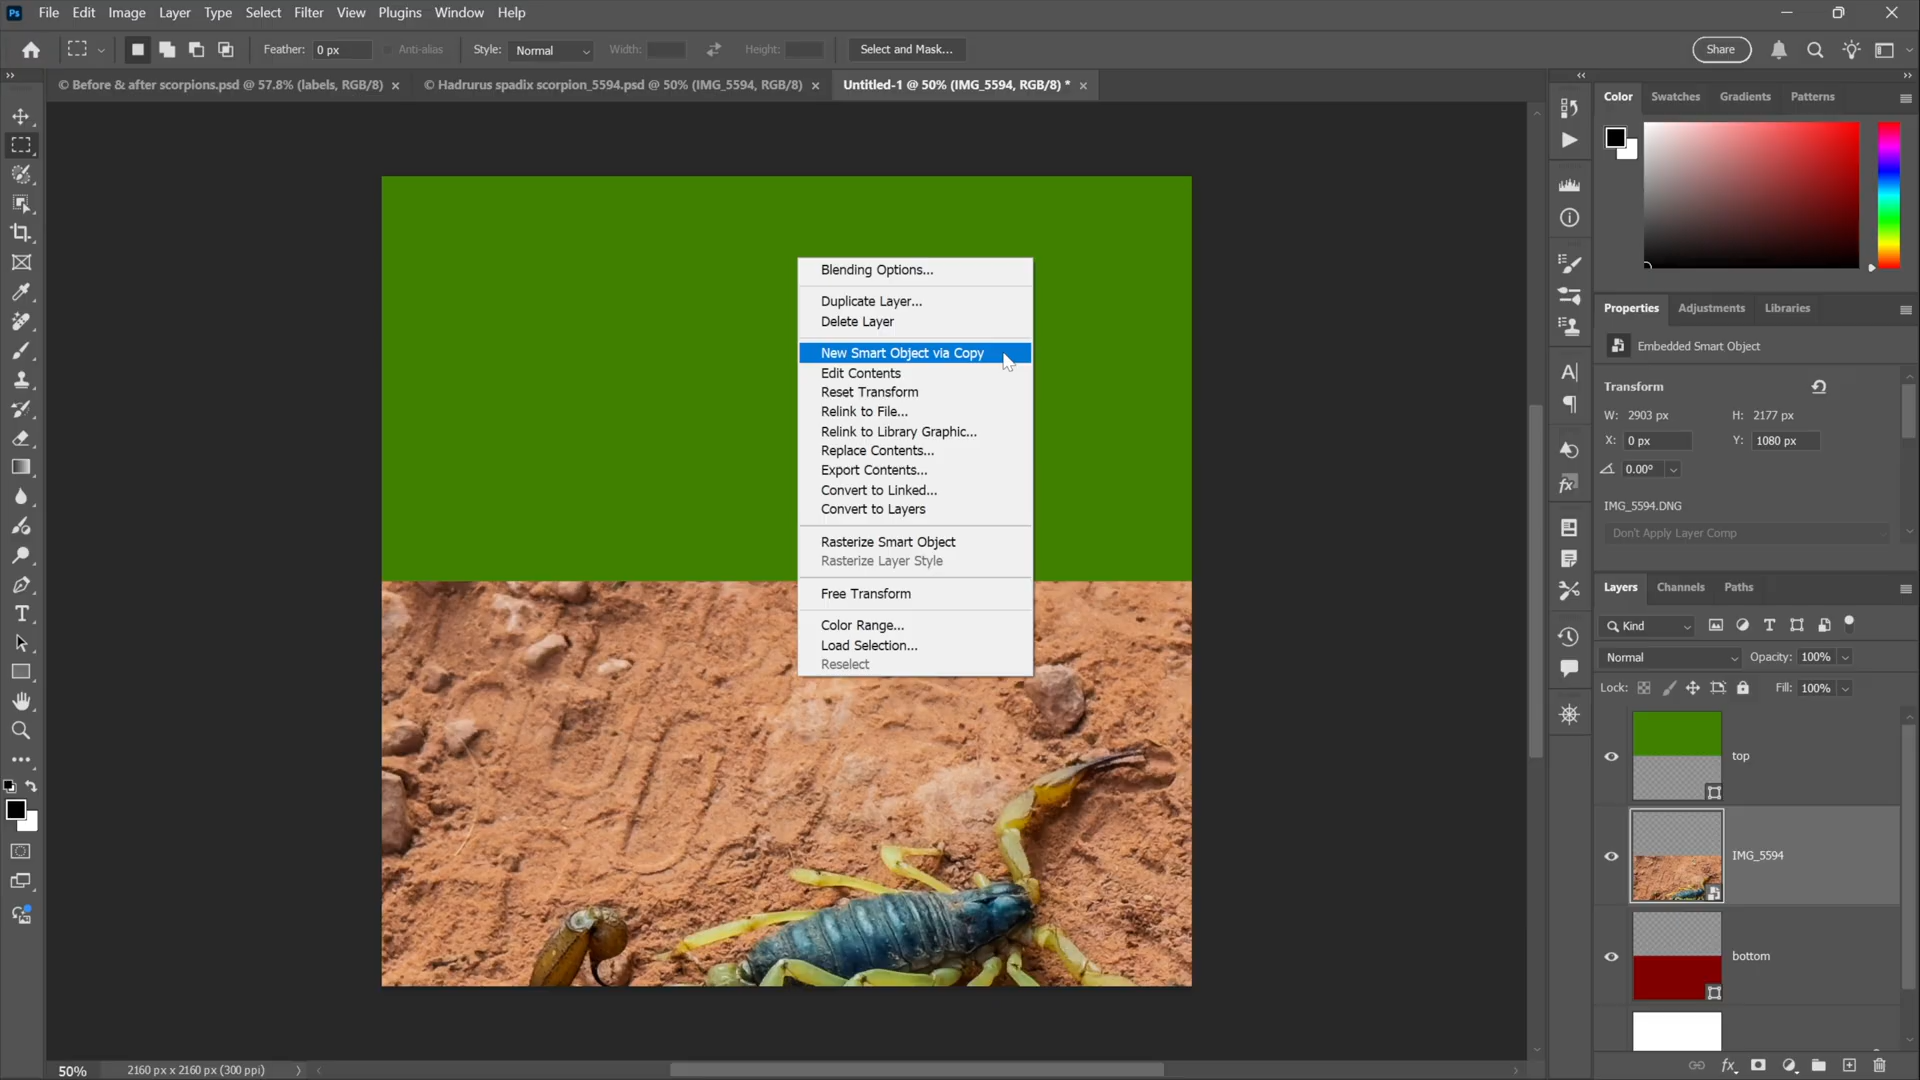 Ps File Edit Image Layer Type Select Filter View Plugins Window Help
Feather: 0 px Anti-alias Style: Normal Width: Height: Select and Mask... Share
© Before & after scorpions.psd @ 57.8% (labels, RGB/8) × © Hadrurus spadix scorpion_5594.psd @ 50% (IMG_5594, RGB/8) × Untitled-1 @ 50% (IMG_5594, RGB/8) * ×
Color Swatches Gradients Patterns
Blending Options...
Duplicate Layer...
Delete Layer
New Smart Object via Copy
Edit Contents
Reset Transform
Relink to File...
Relink to Library Graphic...
Replace Contents...
Export Contents...
Convert to Linked...
Convert to Layers
Rasterize Smart Object
Rasterize Layer Style
Free Transform
Color Range...
Load Selection...
Reselect
Properties Adjustments Libraries
Embedded Smart Object
Transform
W: 2903 px H: 2177 px
X: 0 px Y: 1080 px
0.00°
IMG_5594.DNG
Don't Apply Layer Comp
Layers Channels Paths
Kind
Normal Opacity: 100%
Lock: Fill: 100%
top
IMG_5594
bottom
50% 2160 px x 2160 px (300 ppi)